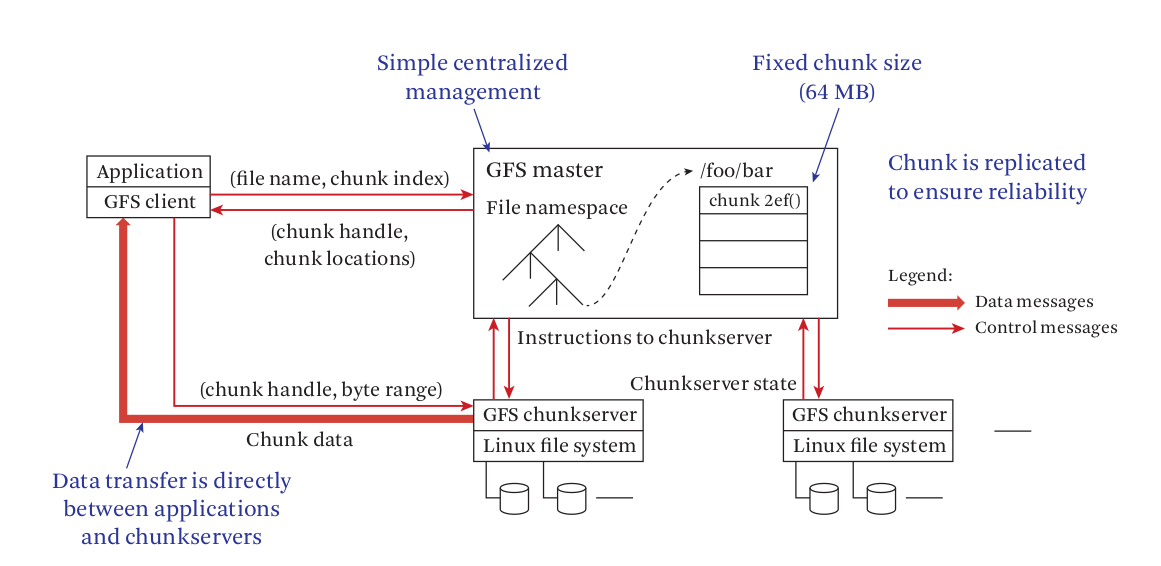 Simple centralized
management
Fixed chunk size
(64 MB)
Application
GFS client
(file name, chunk index)
(chunk handle,
chunk locations)
GFS master
File namespace
/foo/bar
chunk 2ef()
Chunk is replicated
to ensure reliability
Legend:
Data messages
Control messages
Instructions to chunkserver
Chunkserver state
(chunk handle, byte range)
Chunk data
GFS chunkserver
Linux file system
GFS chunkserver
Linux file system
Data transfer is directly
between applications
and chunkservers